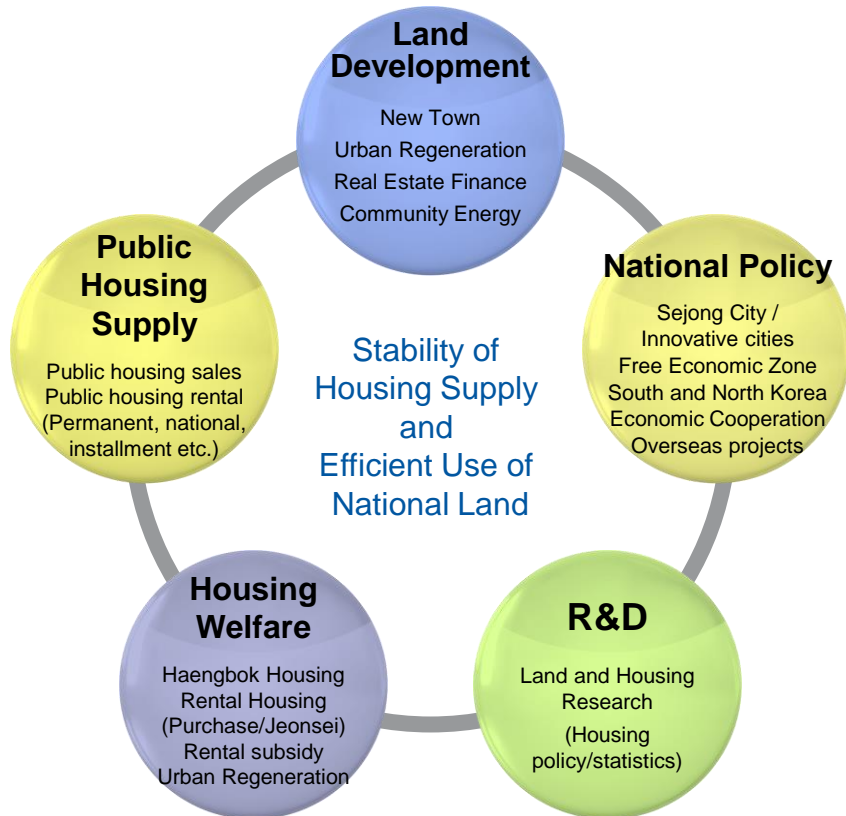 Land
Development
New Town
Urban Regeneration
Real Estate Finance
Community Energy
Public
Housing
Supply
Public housing sales
Public housing rental
(Permanent, national,
installment etc.)
National Policy
Sejong City /
Innovative cities
Free Economic Zone
South and North Korea
Economic Cooperation
Overseas projects
Stability of
Housing Supply
and
Efficient Use of
National Land
Housing
Welfare
Haengbok Housing
Rental Housing
(Purchase/Jeonsei)
Rental subsidy
Urban Regeneration
R&D
Land and Housing
Research
(Housing
policy/statistics)